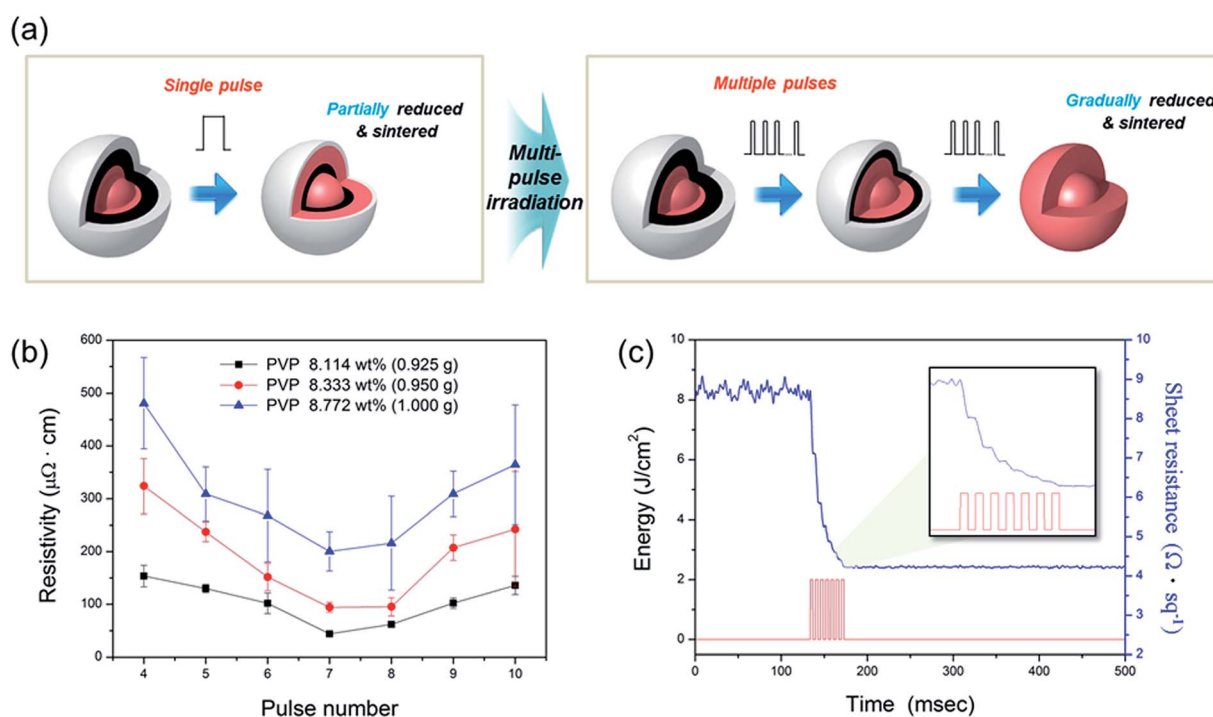 (a)
Single pulse
Partially reduced
& sintered
Multi-
pulse
irradiation
Multiple pulses
Gradually reduced
& sintered
(b)
600
500
400
300
200
100
0
Resistivity (μΩ · cm)
PVP 8.114 wt% (0.925 g)
PVP 8.333 wt% (0.950 g)
PVP 8.772 wt% (1.000 g)
4 5 6 7 8 9 10
Pulse number
(c)
10
8
6
4
2
0
Energy (J/cm²)
10
9
8
7
6
5
4
3
2
Sheet resistance (Ω · sq⁻¹)
0 100 200 300 400 500
Time (msec)